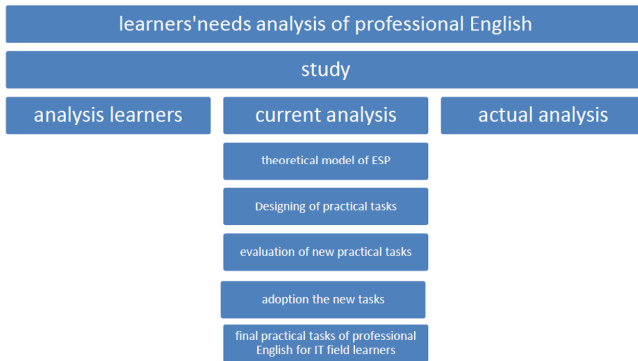 learners'needs analysis of professional English
study
analysis learners
current analysis
actual analysis
theoretical model of ESP
Designing of practical tasks
evaluation of new practical tasks
adoption the new tasks
final practical tasks of professional
English for IT field learners